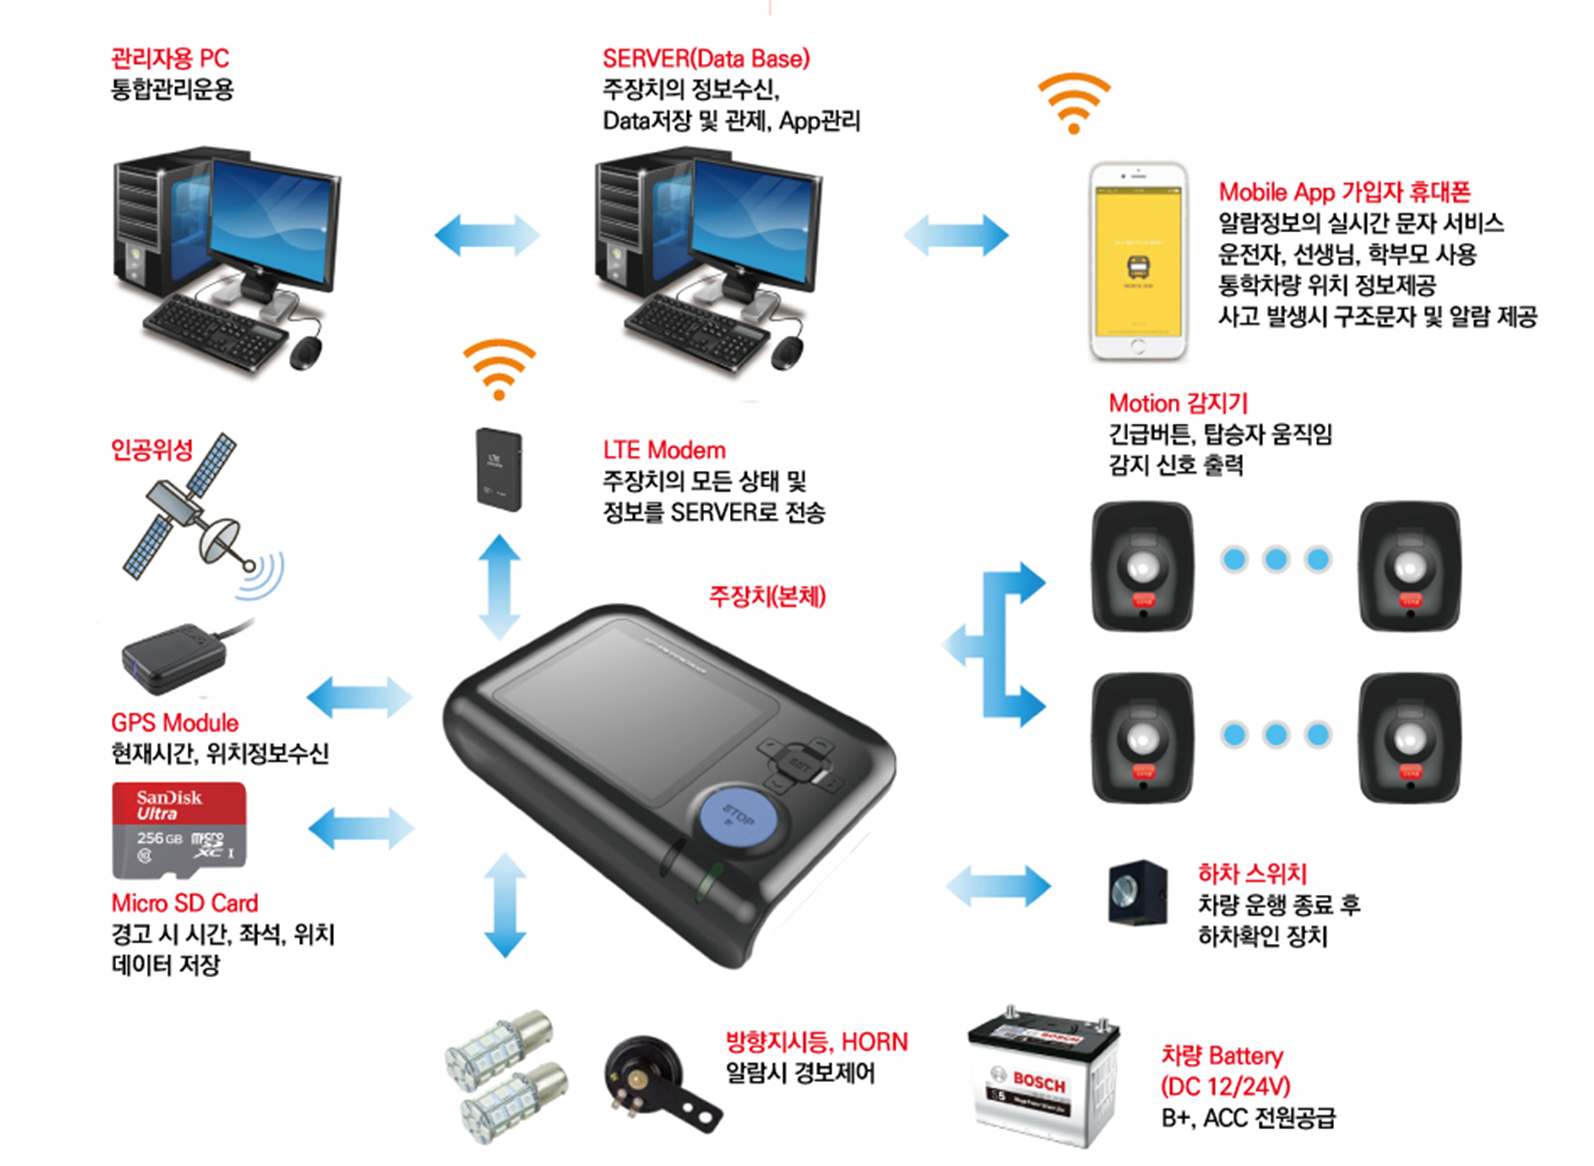 관리자용 PC
통합관리운용
SERVER(Data Base)
주장치의 정보수신,
Data저장 및 관제, App관리
Mobile App 가입자 휴대폰
알람정보의 실시간 문자 서비스
운전자, 선생님, 학부모 사용
통학차량 위치 정보제공
사고 발생시 구조문자 및 알람 제공
인공위성
LTE
LTE Modem
주장치의 모든 상태 및
정보를 SERVER로 전송
Motion 감지기
긴급버튼, 탑승자 움직임
감지 신호 출력
주장치(본체)
SET
STOP
GPS Module
현재시간, 위치정보수신
SanDisk
Ultra
256 GB micro SD XC I
10
Micro SD Card
경고 시 시간, 좌석, 위치
데이터 저장
하차 스위치
차량 운행 종료 후
하차확인 장치
방향지시등, HORN
알람시 경보제어
BOSCH
BOSCH
S5
차량 Battery
(DC 12/24V)
B+, ACC 전원공급